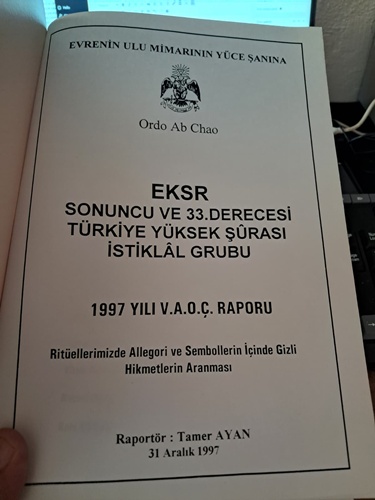 EVRENİN ULU MİMARININ YÜCE ŞANINA
Ordo Ab Chao
EKSR
SONUNCU VE 33.DERECESİ
TÜRKİYE YÜKSEK ŞÛRASI
İSTİKLÂL GRUBU
1997 YILI V.A.O.Ç. RAPORU
Ritüellerimizde Allegori ve Sembollerin İçinde Gizli
Hikmetlerin Aranması
Raportör : Tamer AYAN
31 Aralık 1997